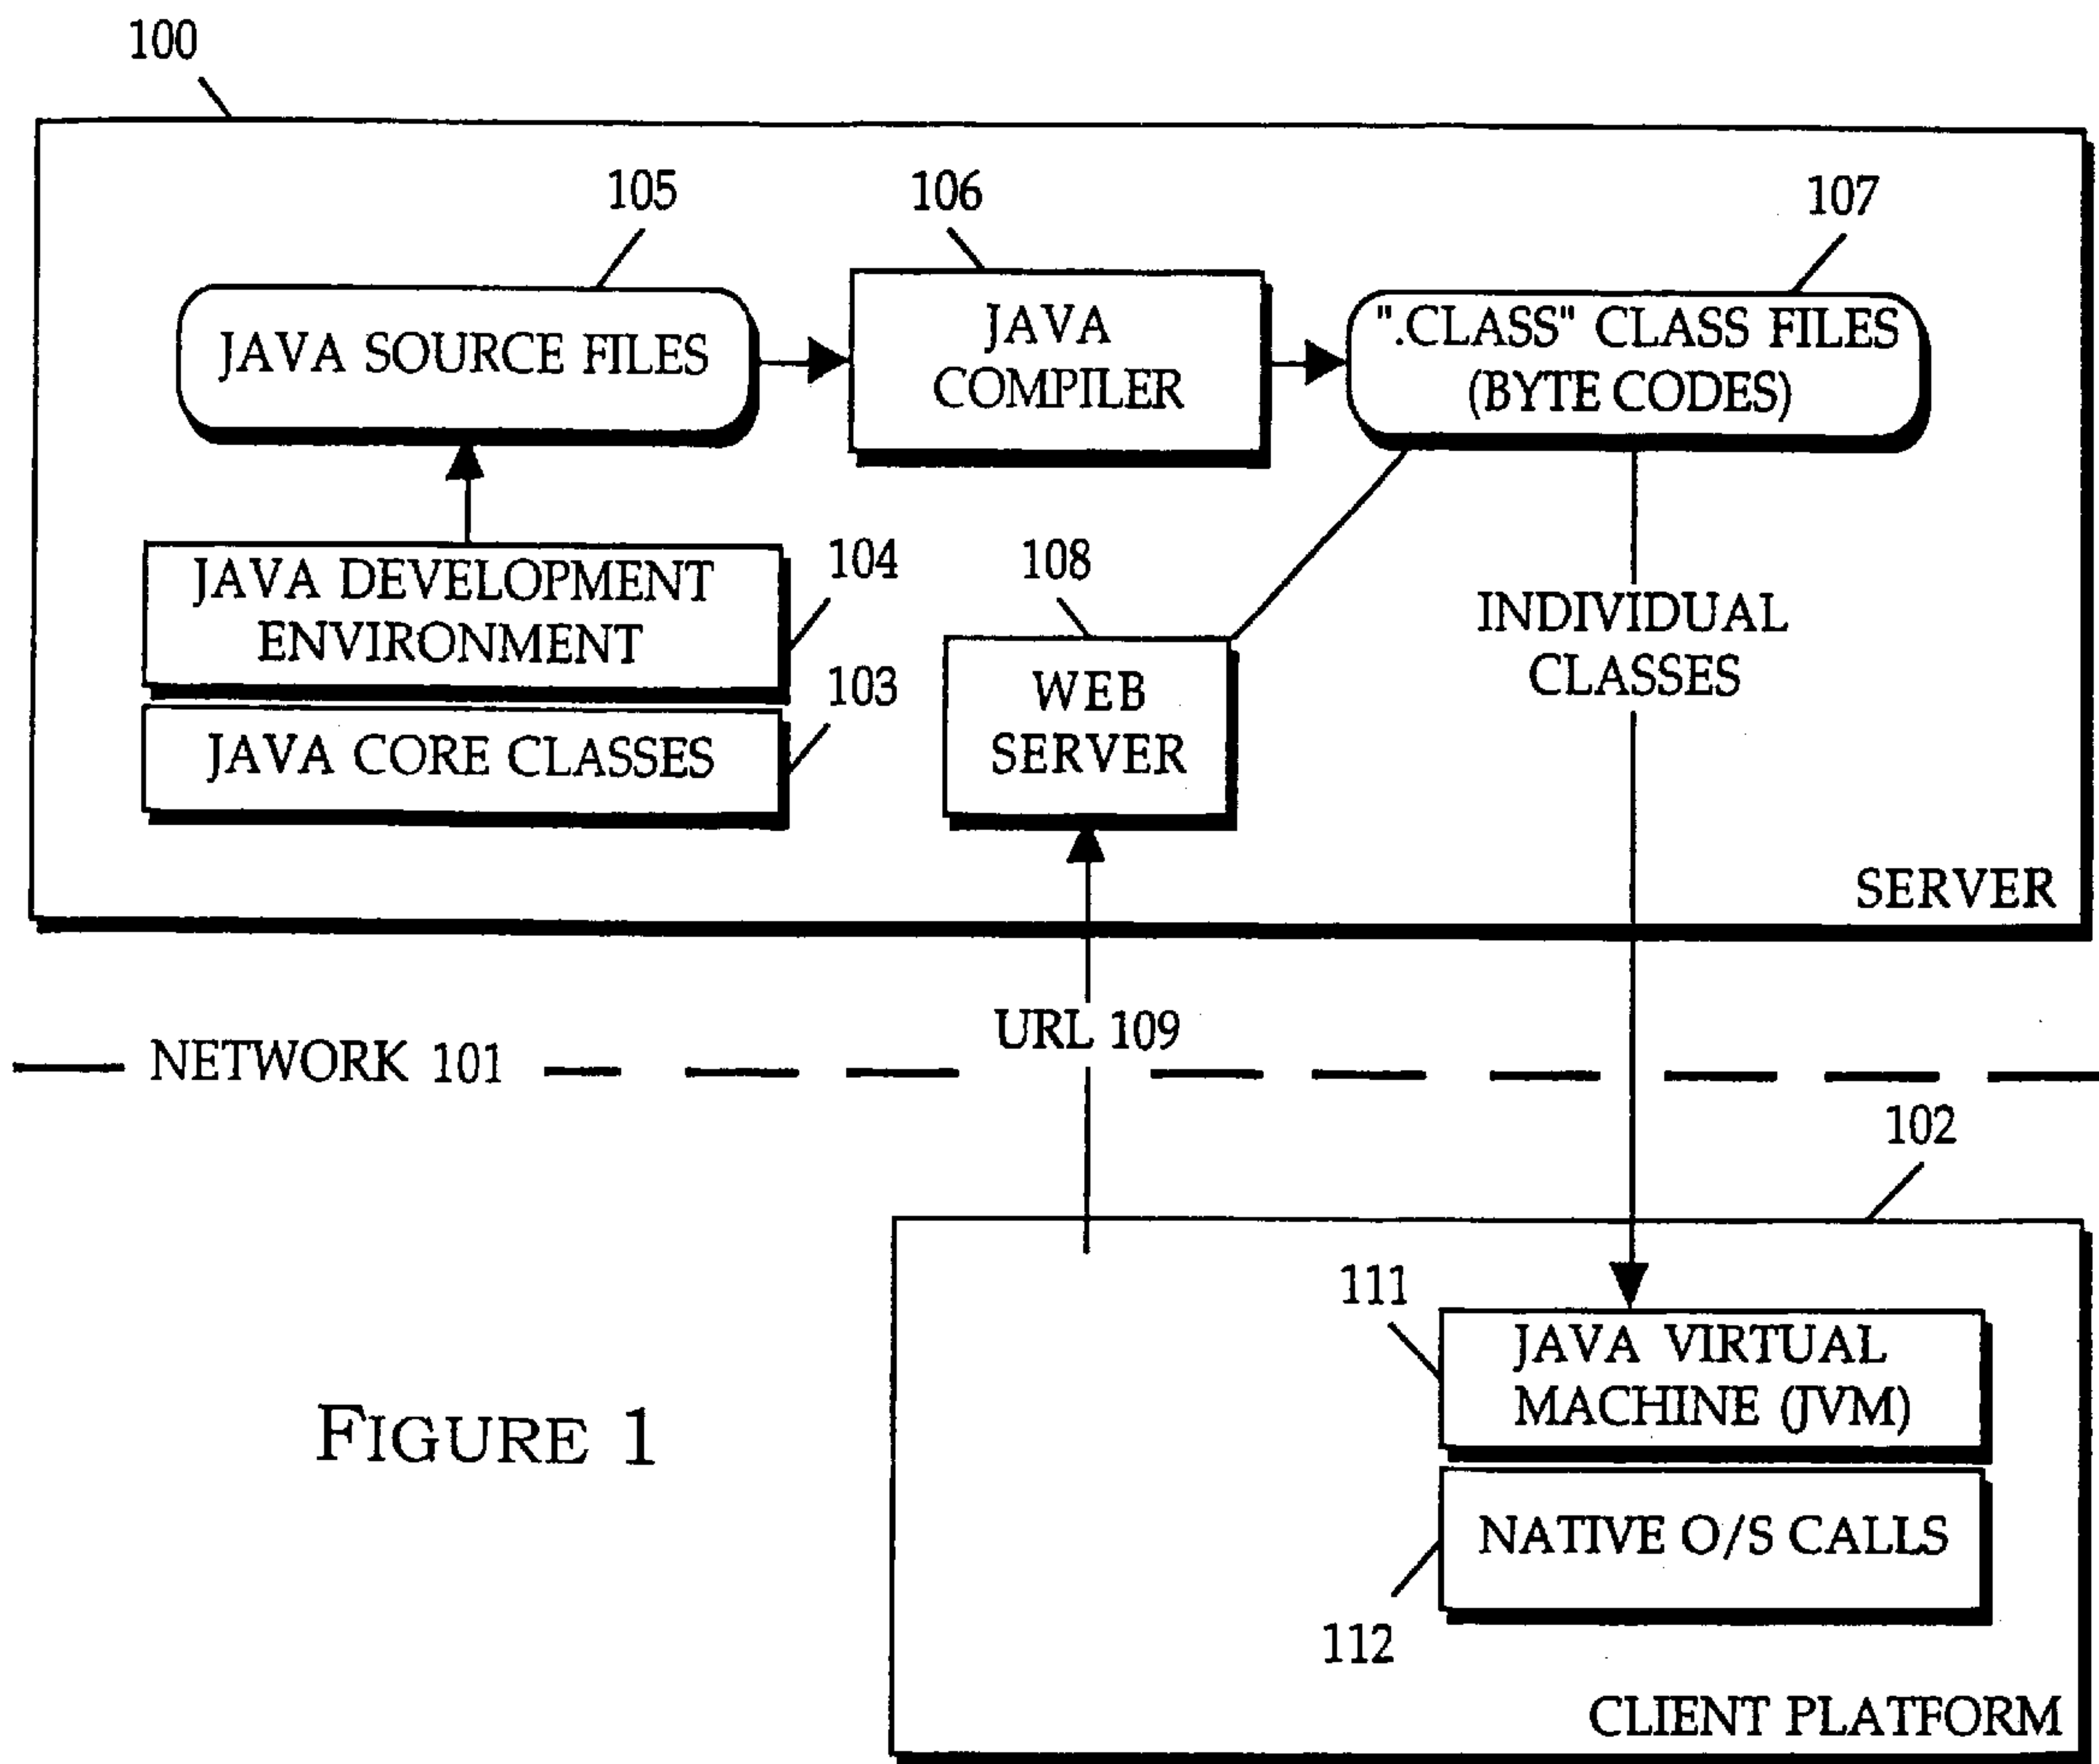 100
105
106
107
JAVA SOURCE FILES
JAVA
COMPILER
".CLASS" CLASS FILES
(BYTE CODES)
JAVA DEVELOPMENT
ENVIRONMENT
104
103
JAVA CORE CLASSES
108
WEB
SERVER
INDIVIDUAL
CLASSES
SERVER
URL 109
NETWORK 101
102
111
JAVA VIRTUAL
MACHINE (JVM)
NATIVE O/S CALLS
112
CLIENT PLATFORM
FIGURE 1